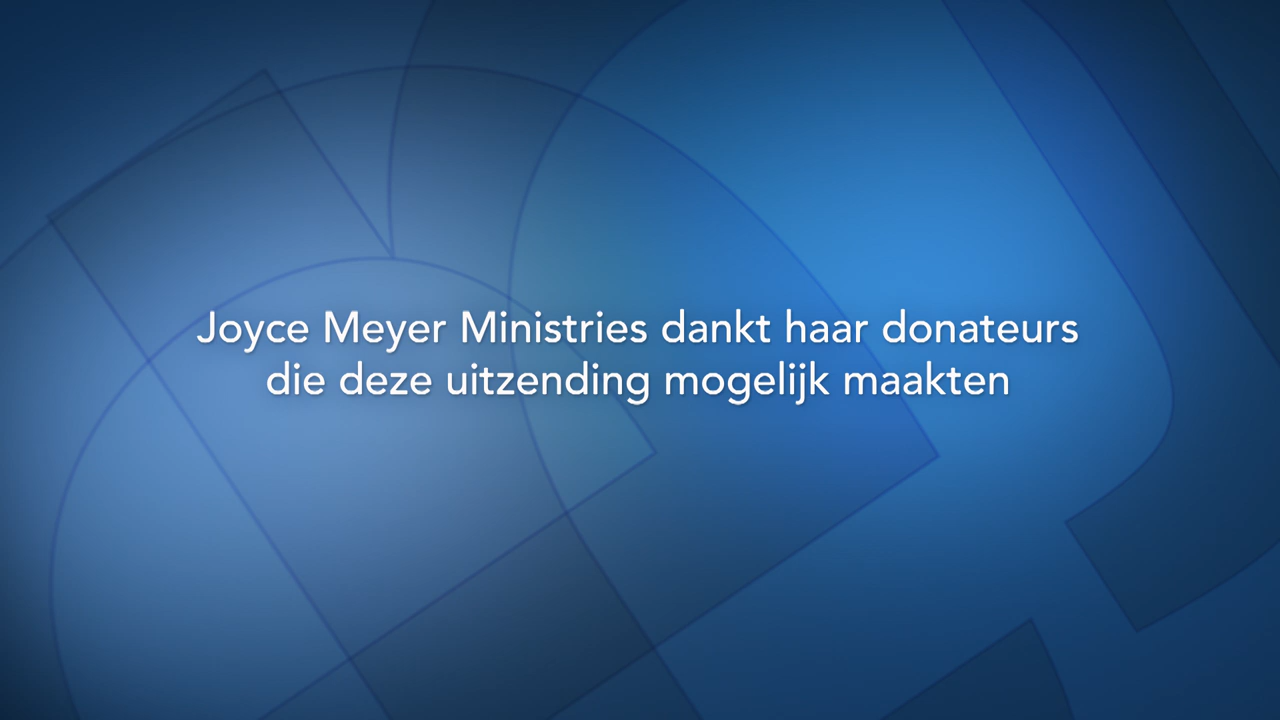 Joyce Meyer Ministries dankt haar donateurs
die deze uitzending mogelijk maakten